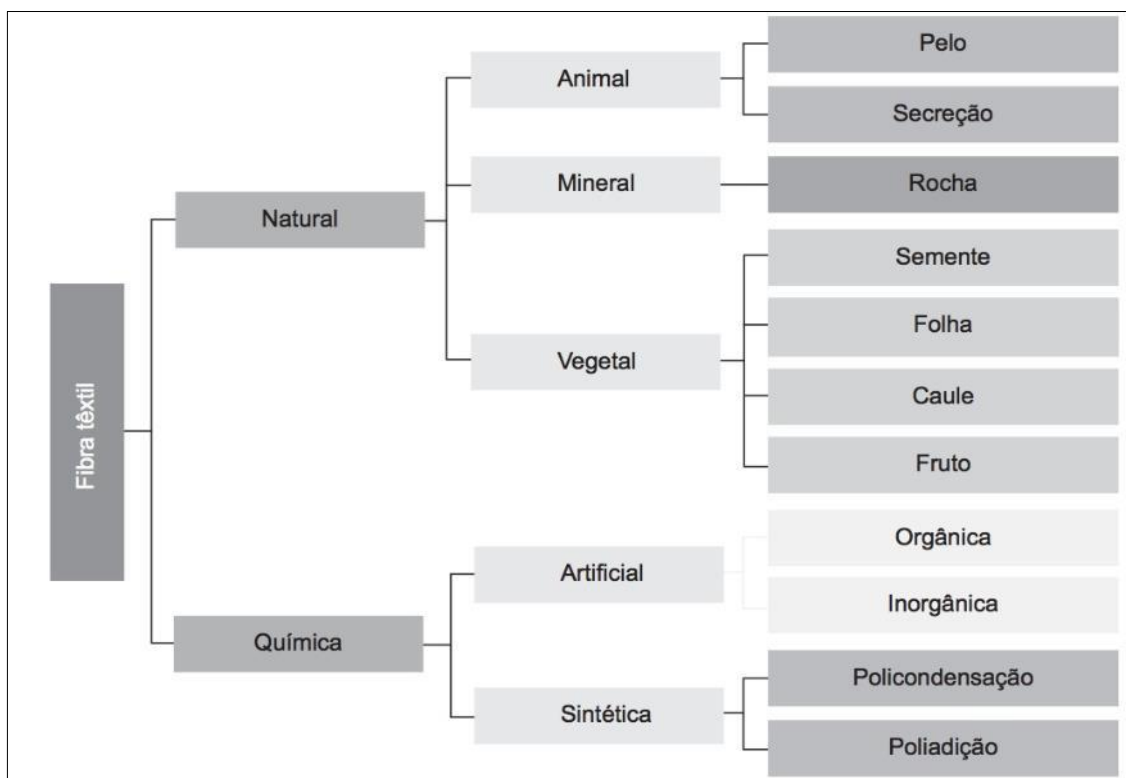 Fibra têxtil
Natural
Animal
Pelo
Secreção
Mineral
Rocha
Vegetal
Semente
Folha
Caule
Fruto
Química
Artificial
Orgânica
Inorgânica
Sintética
Policondensação
Poliadição